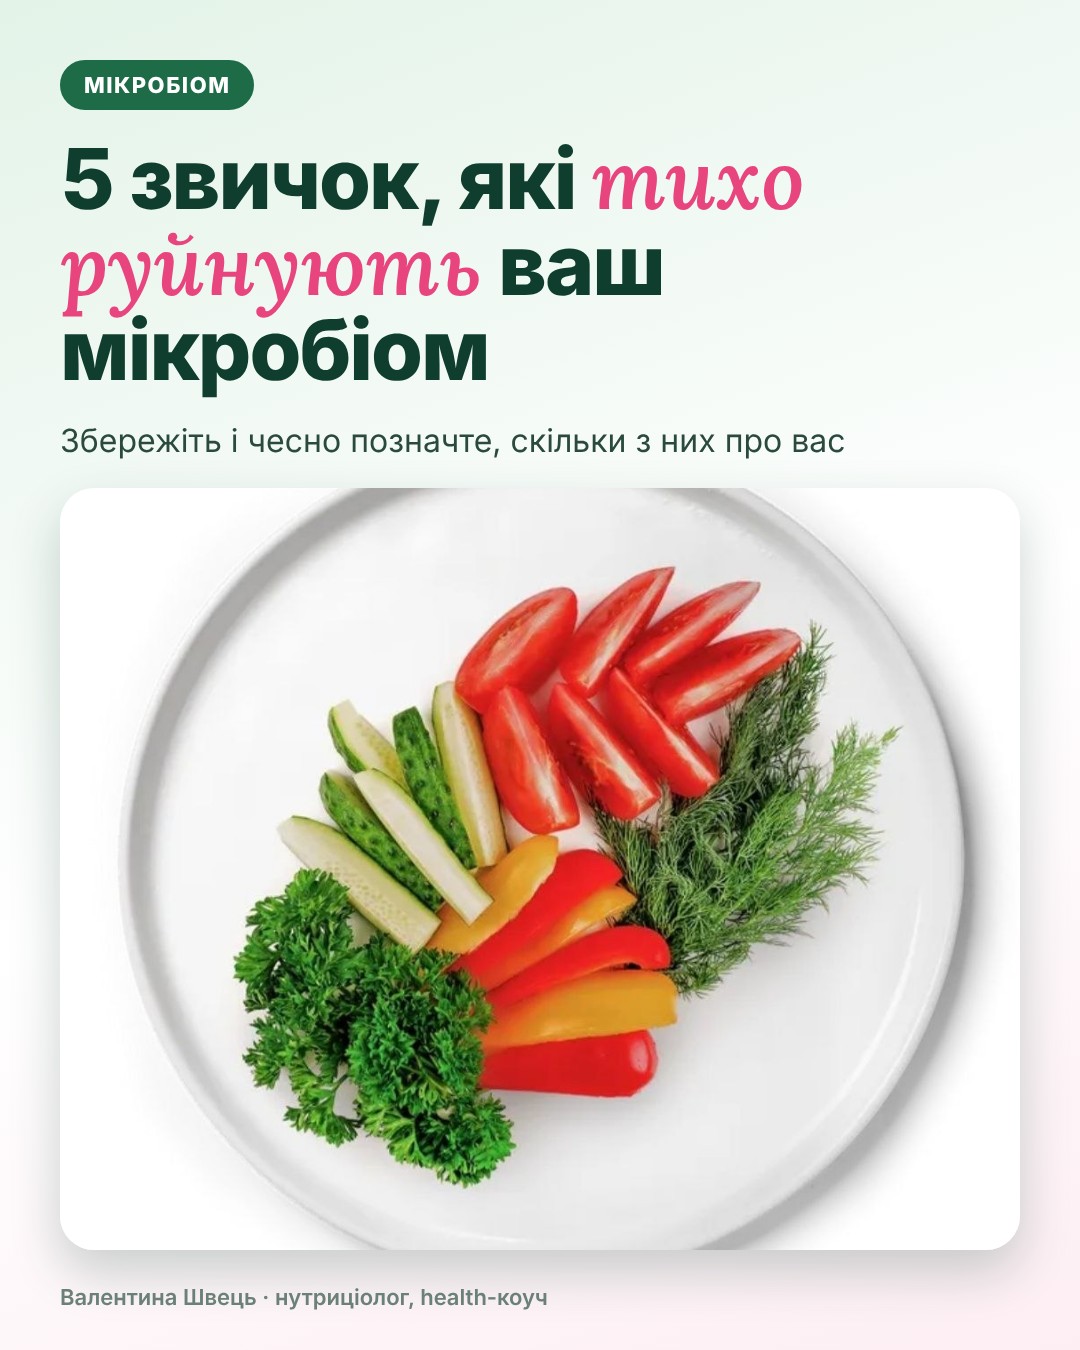 МІКРОБІОМ
5 звичок, які тихо
руйнують ваш
мікробіом
Збережіть і чесно позначте, скільки з них про вас
Валентина Швець · нутриціолог, health-коуч